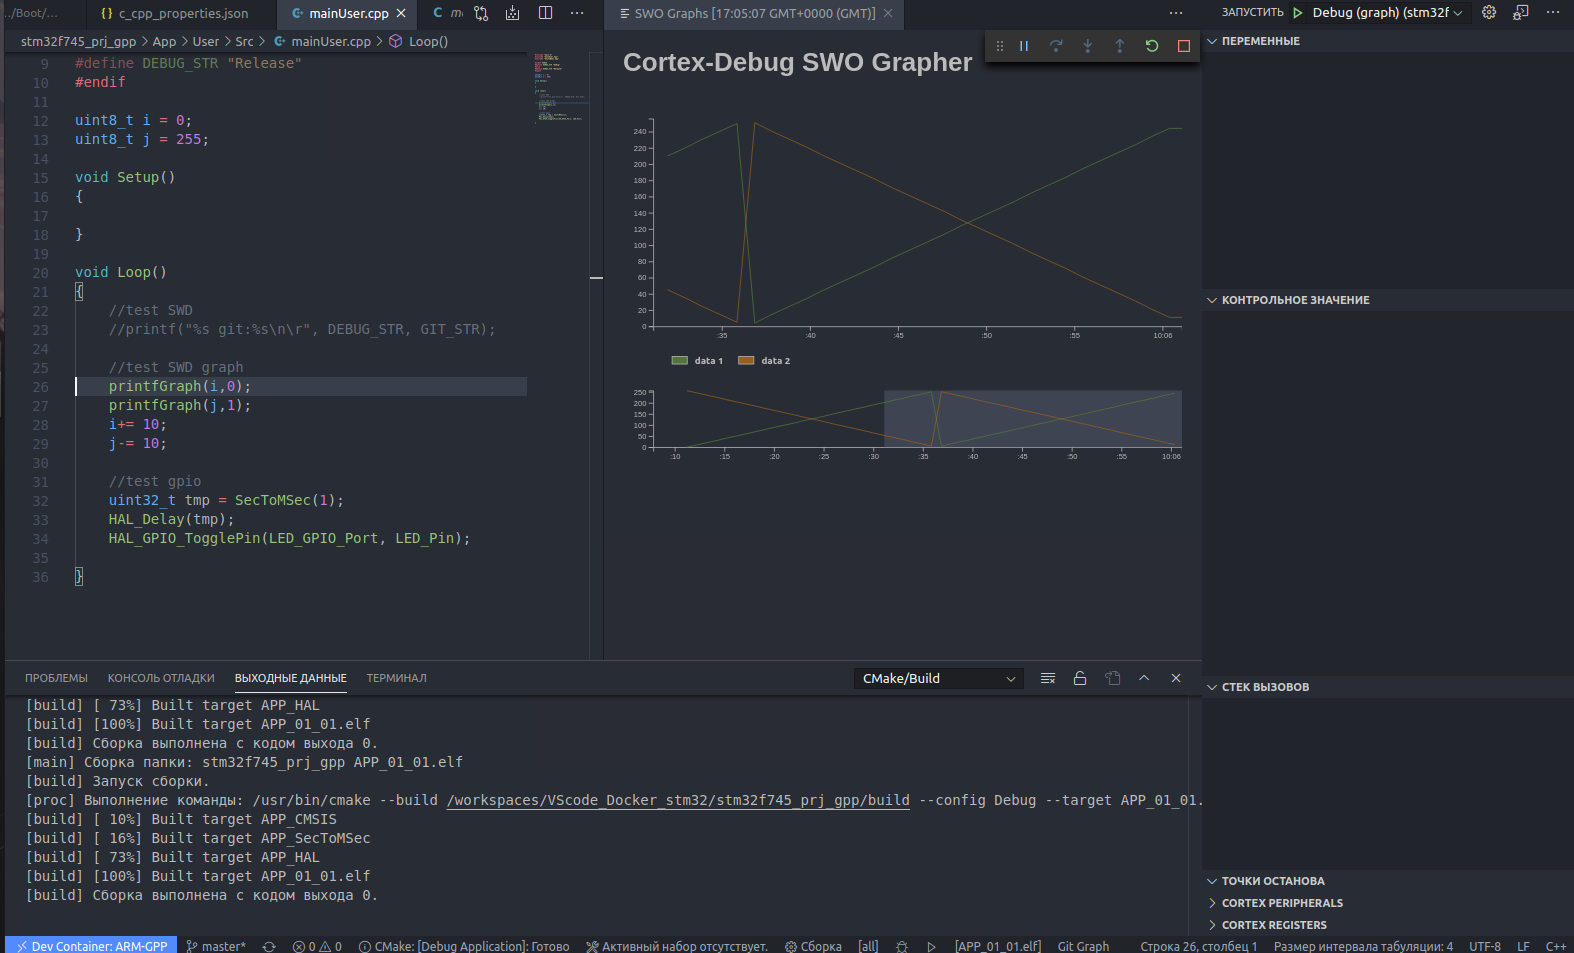 ../Boot/...
{} c_cpp_properties.json
mainUser.cpp
C
SWO Graphs [17:05:07 GMT+0000 (GMT)]
ЗАПУСТИТЬ
Debug (graph) (stm32f
stm32f745_prj_gpp > App > User > Src > mainUser.cpp > Loop()
9 #define DEBUG_STR "Release"
10 #endif
11
12 uint8_t i = 0;
13 uint8_t j = 255;
14
15 void Setup()
16 {
17
18 }
19
20 void Loop()
21 {
22 //test SWD
23 //printf("%s git:%s\n\r", DEBUG_STR, GIT_STR);
24
25 //test SWD graph
26 printfGraph(i,0);
27 printfGraph(j,1);
28 i+= 10;
29 j-= 10;
30
31 //test gpio
32 uint32_t tmp = SecToMSec(1);
33 HAL_Delay(tmp);
34 HAL_GPIO_TogglePin(LED_GPIO_Port, LED_Pin);
35
36 }
Cortex-Debug SWO Grapher
240
220
200
180
160
140
120
100
80
60
40
20
0
:35 :40 :45 :50 :55 10:06
data 1 data 2
250
200
150
100
50
0
:10 :15 :20 :25 :30 :35 :40 :45 :50 :55 10:06
ПЕРЕМЕННЫЕ
КОНТРОЛЬНОЕ ЗНАЧЕНИЕ
СТЕК ВЫЗОВОВ
ТОЧКИ ОСТАНОВА
CORTEX PERIPHERALS
CORTEX REGISTERS
ПРОБЛЕМЫ КОНСОЛЬ ОТЛАДКИ ВЫХОДНЫЕ ДАННЫЕ ТЕРМИНАЛ
CMake/Build
[build] [ 73%] Built target APP_HAL
[build] [100%] Built target APP_01_01.elf
[build] Сборка выполнена с кодом выхода 0.
[main] Сборка папки: stm32f745_prj_gpp APP_01_01.elf
[build] Запуск сборки.
[proc] Выполнение команды: /usr/bin/cmake --build /workspaces/VScode_Docker_stm32/stm32f745_prj_gpp/build --config Debug --target APP_01_01.
[build] [ 10%] Built target APP_CMSIS
[build] [ 16%] Built target APP_SecToMSec
[build] [ 73%] Built target APP_HAL
[build] [100%] Built target APP_01_01.elf
[build] Сборка выполнена с кодом выхода 0.
Dev Container: ARM-GPP master* 0 0 CMake: [Debug Application]: Готово Активный набор отсутствует. Сборка [all] [APP_01_01.elf] Git Graph Строка 26, столбец 1 Размер интервала табуляции: 4 UTF-8 LF C++